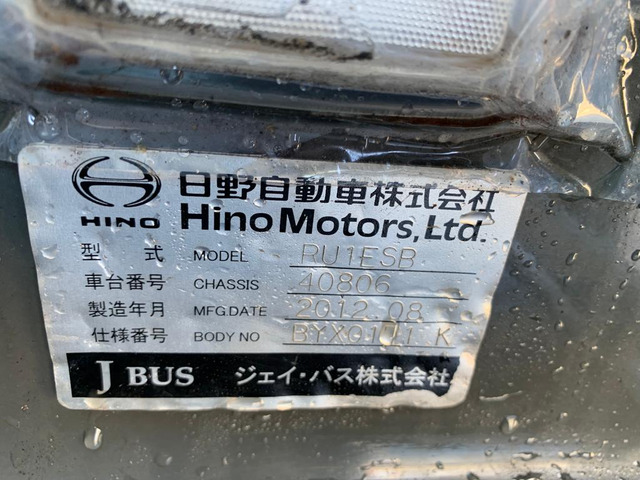 日野自動車株式会社
HINO Hino Motors, Ltd.
型 式 MODEL RU1ESB
車台番号 CHASSIS 40806
製造年月 MFG.DATE 2012.08
仕様番号 BODY NO
J BUS ジェイ・バス株式会社